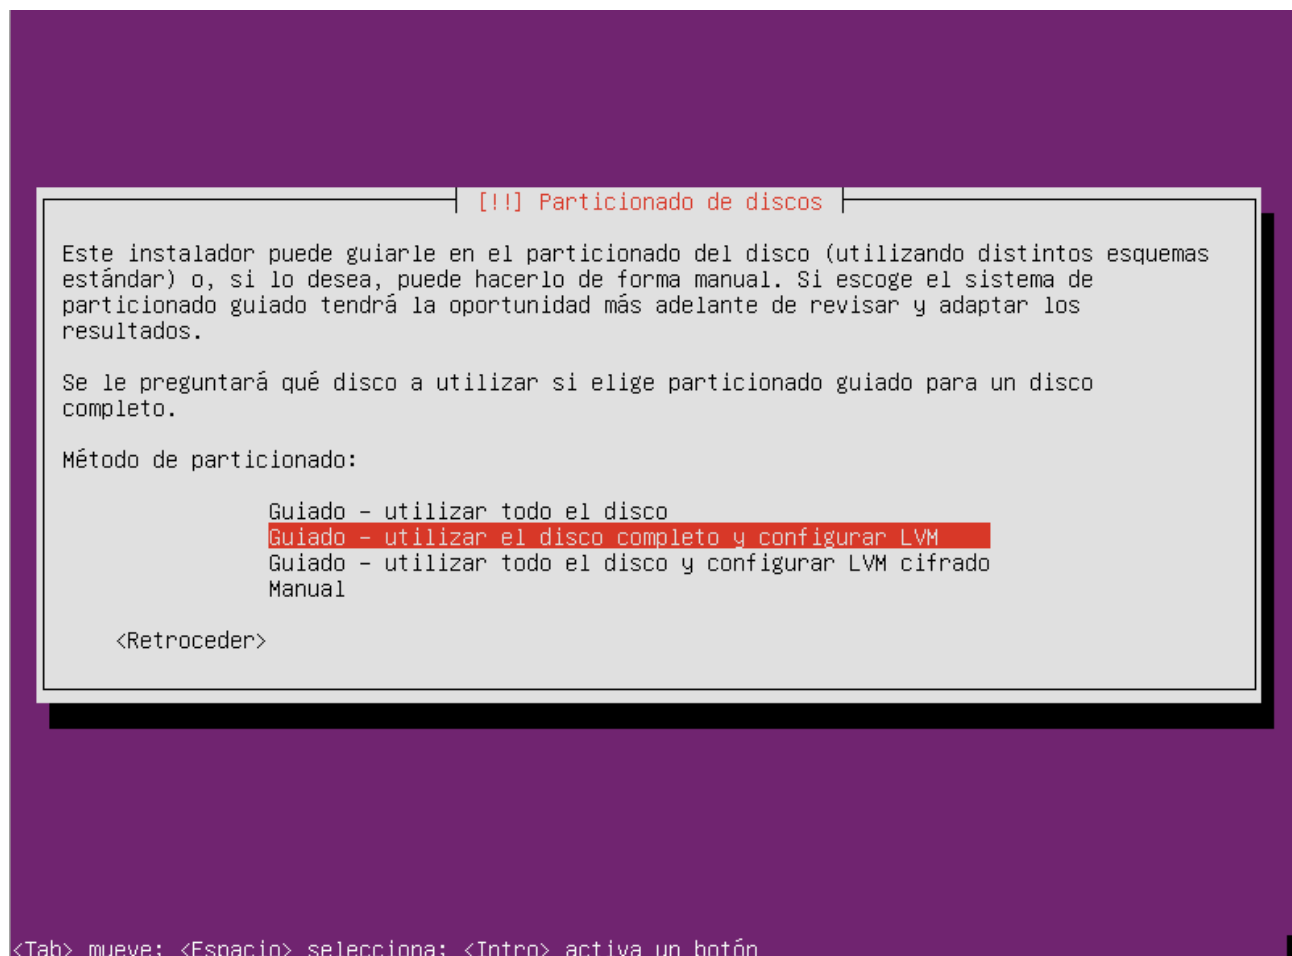 [!!] Particionado de discos
Este instalador puede guiarle en el particionado del disco (utilizando distintos esquemas
estándar) o, si lo desea, puede hacerlo de forma manual. Si escoge el sistema de
particionado guiado tendrá la oportunidad más adelante de revisar y adaptar los
resultados.
Se le preguntará qué disco a utilizar si elige particionado guiado para un disco
completo.
Método de particionado:
Guiado – utilizar todo el disco
Guiado – utilizar el disco completo y configurar LVM
Guiado – utilizar todo el disco y configurar LVM cifrado
Manual
<Retroceder>
<Tab> mueve; <Espacio> selecciona; <Intro> activa un botón